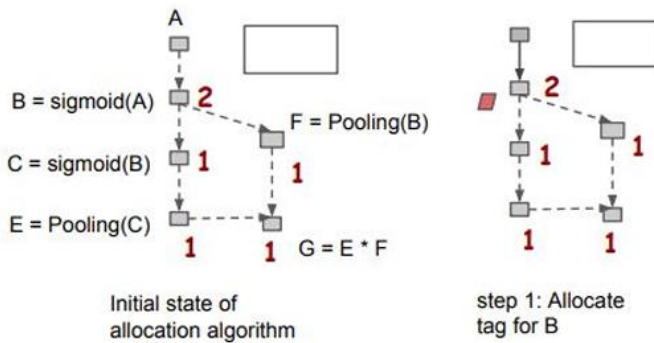 A
B = sigmoid(A)
2
F = Pooling(B)
C = sigmoid(B)
1
1
E = Pooling(C)
1
1
G = E * F
Initial state of
allocation algorithm
2
1
1
1
1
step 1: Allocate
tag for B